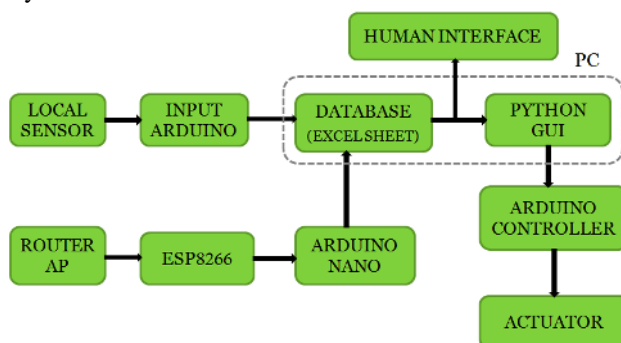 HUMAN INTERFACE
PC
LOCAL
SENSOR
INPUT
ARDUINO
DATABASE
(EXCEL SHEET)
PYTHON
GUI
ROUTER
AP
ESP8266
ARDUINO
NANO
ARDUINO
CONTROLLER
ACTUATOR